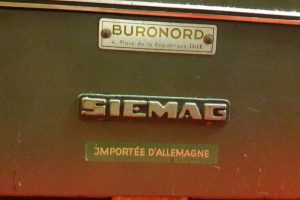 BURONORD
4, Place de la République-LILLE
SIEMAG
IMPORTÉE D'ALLEMAGNE